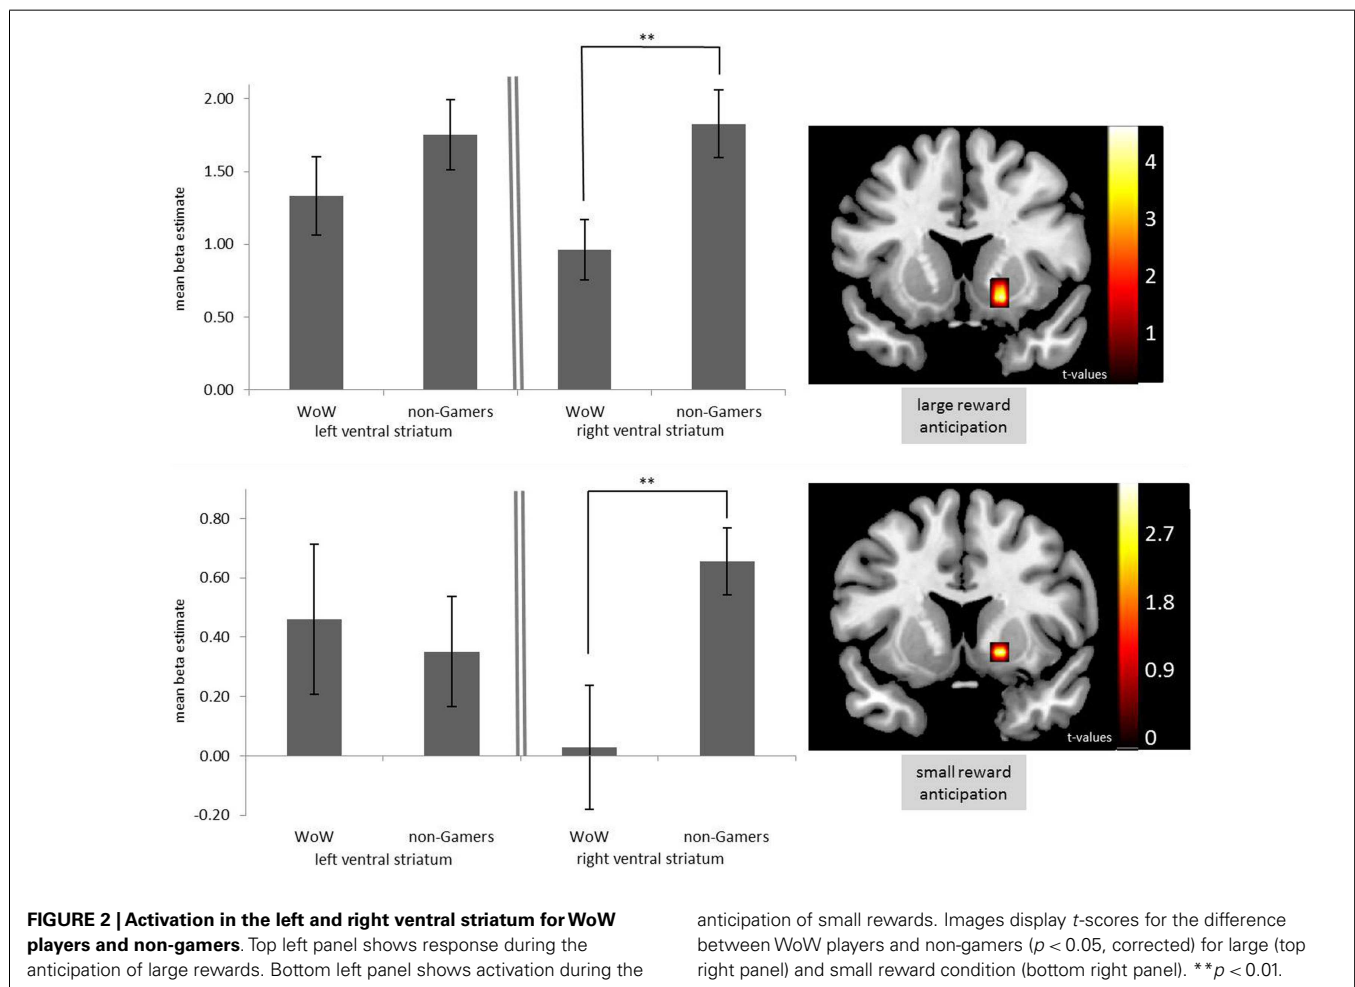 **
2.00
1.50
1.00
0.50
0.00
mean beta estimate
WoW non-Gamers WoW non-Gamers
left ventral striatum right ventral striatum
4
3
2
1
t-values
large reward
anticipation
**
0.80
0.60
0.40
0.20
0.00
-0.20
mean beta estimate
WoW non-Gamers WoW non-Gamers
left ventral striatum right ventral striatum
2.7
1.8
0.9
0
t-values
small reward
anticipation
FIGURE 2 | Activation in the left and right ventral striatum for WoW
players and non-gamers. Top left panel shows response during the
anticipation of large rewards. Bottom left panel shows activation during the
anticipation of small rewards. Images display t-scores for the difference
between WoW players and non-gamers (p < 0.05, corrected) for large (top
right panel) and small reward condition (bottom right panel). **p < 0.01.